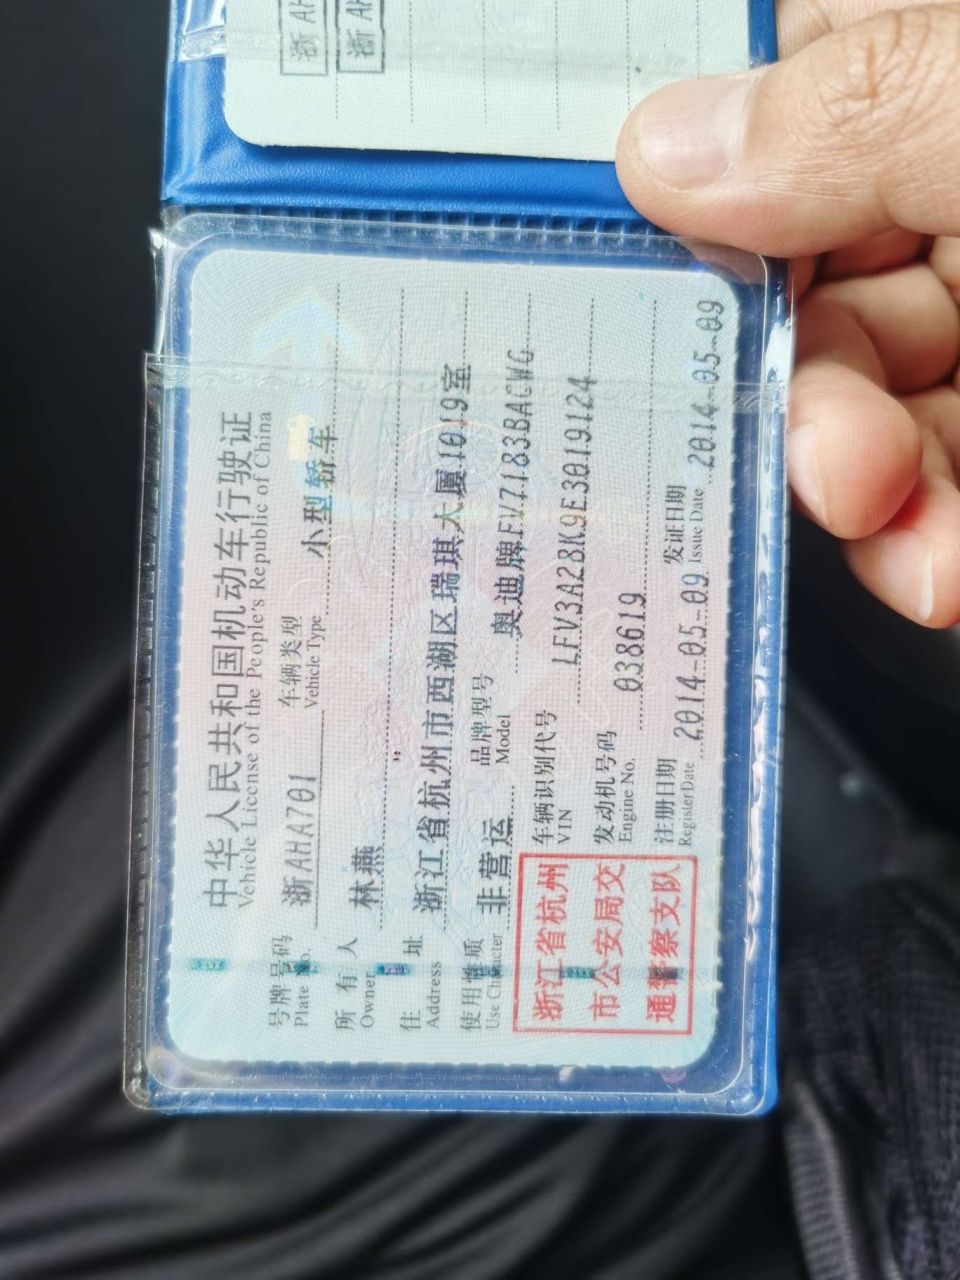 浙 AH
浙 AH
中华人民共和国机动车行驶证
Vehicle License of the People's Republic of China
号牌号码 浙AHA701 车辆类型 小型轿车
Plate No. Vehicle Type
所有人 林燕
Owner
住址 浙江省杭州市西湖区瑞琪大厦1019室
Address
使用性质 非营运 品牌型号 奥迪牌FV7183BACWG
Use Character Model
浙江省杭州
市公安局交
通警察支队
车辆识别代号 LFV3A28K9E3019124
VIN
发动机号码 038619
Engine No.
注册日期 2014-05-09 发证日期 2014-05-09
RegisterDate Issue Date